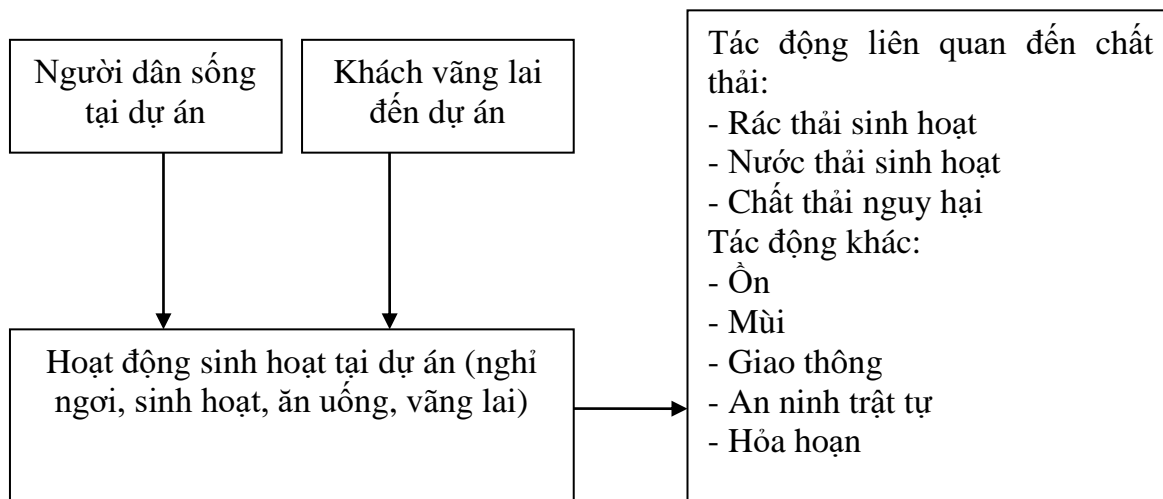 Người dân sống
tại dự án
Khách vãng lai
đến dự án
Hoạt động sinh hoạt tại dự án (nghỉ
ngơi, sinh hoạt, ăn uống, vãng lai)
Tác động liên quan đến chất
thải:
- Rác thải sinh hoạt
- Nước thải sinh hoạt
- Chất thải nguy hại
Tác động khác:
- Ồn
- Mùi
- Giao thông
- An ninh trật tự
- Hỏa hoạn